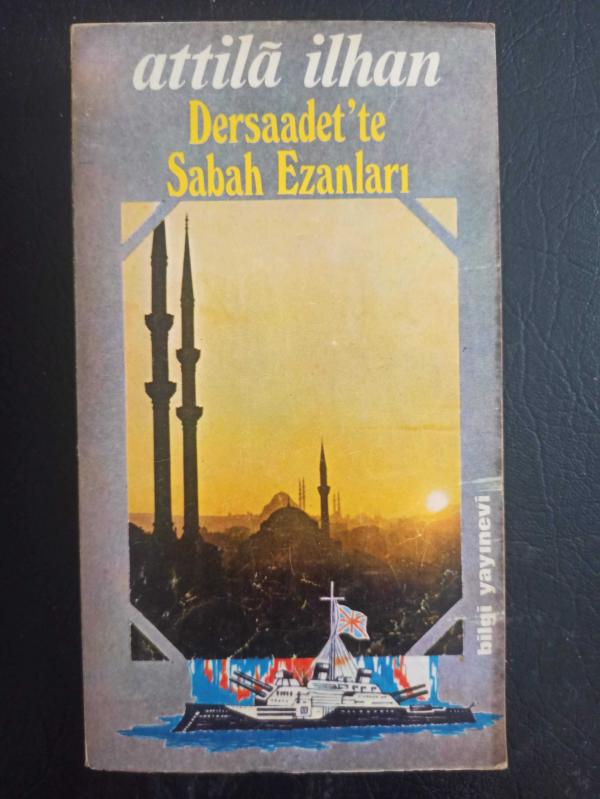 attilâ ilhan
Dersaadet'te
Sabah Ezanları
bilgi yayınevi